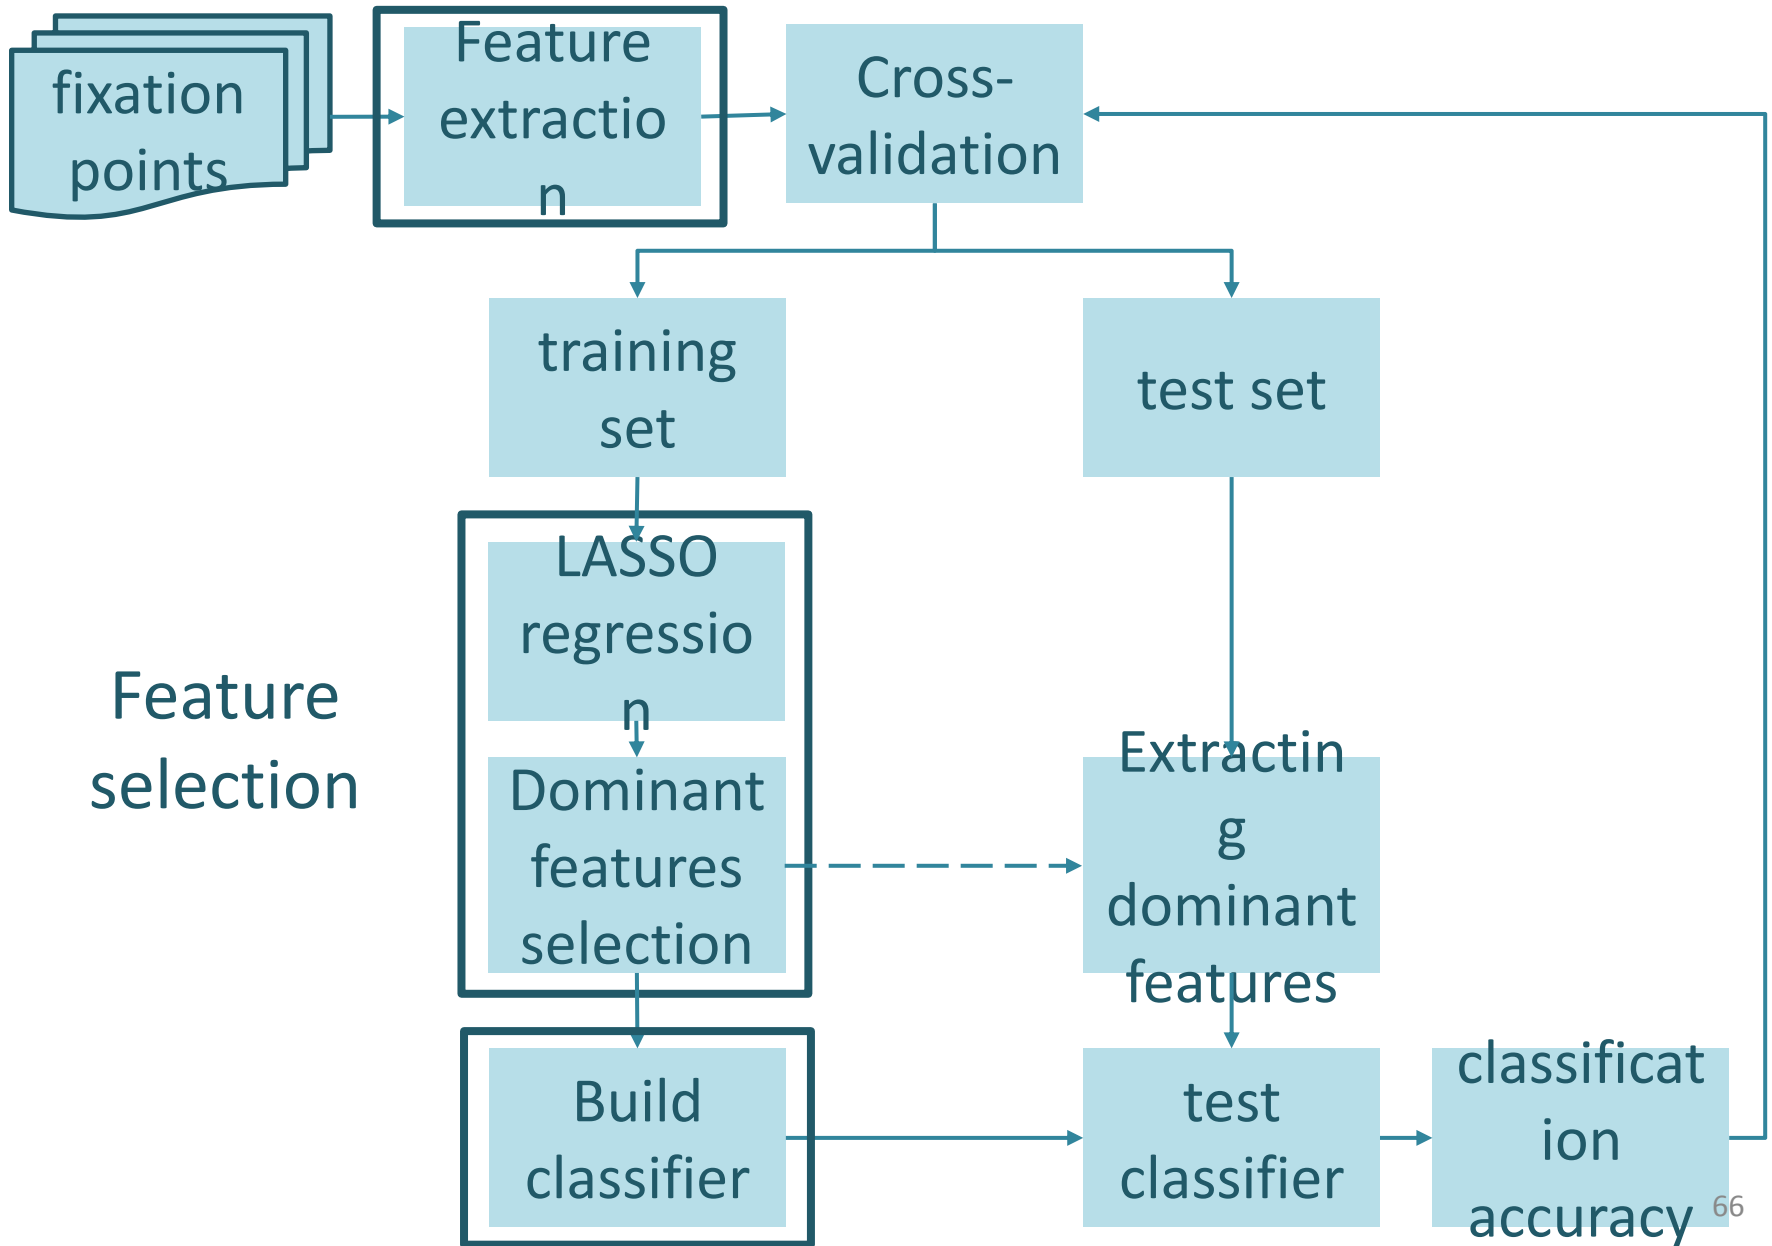 fixation
points
Feature
extractio
n
Cross-
validation
training
set
test set
LASSO
regressio
n
Feature
selection
Dominant
features
selection
Extractin
g
dominant
features
Build
classifier
test
classifier
classificat
ion
accuracy
66